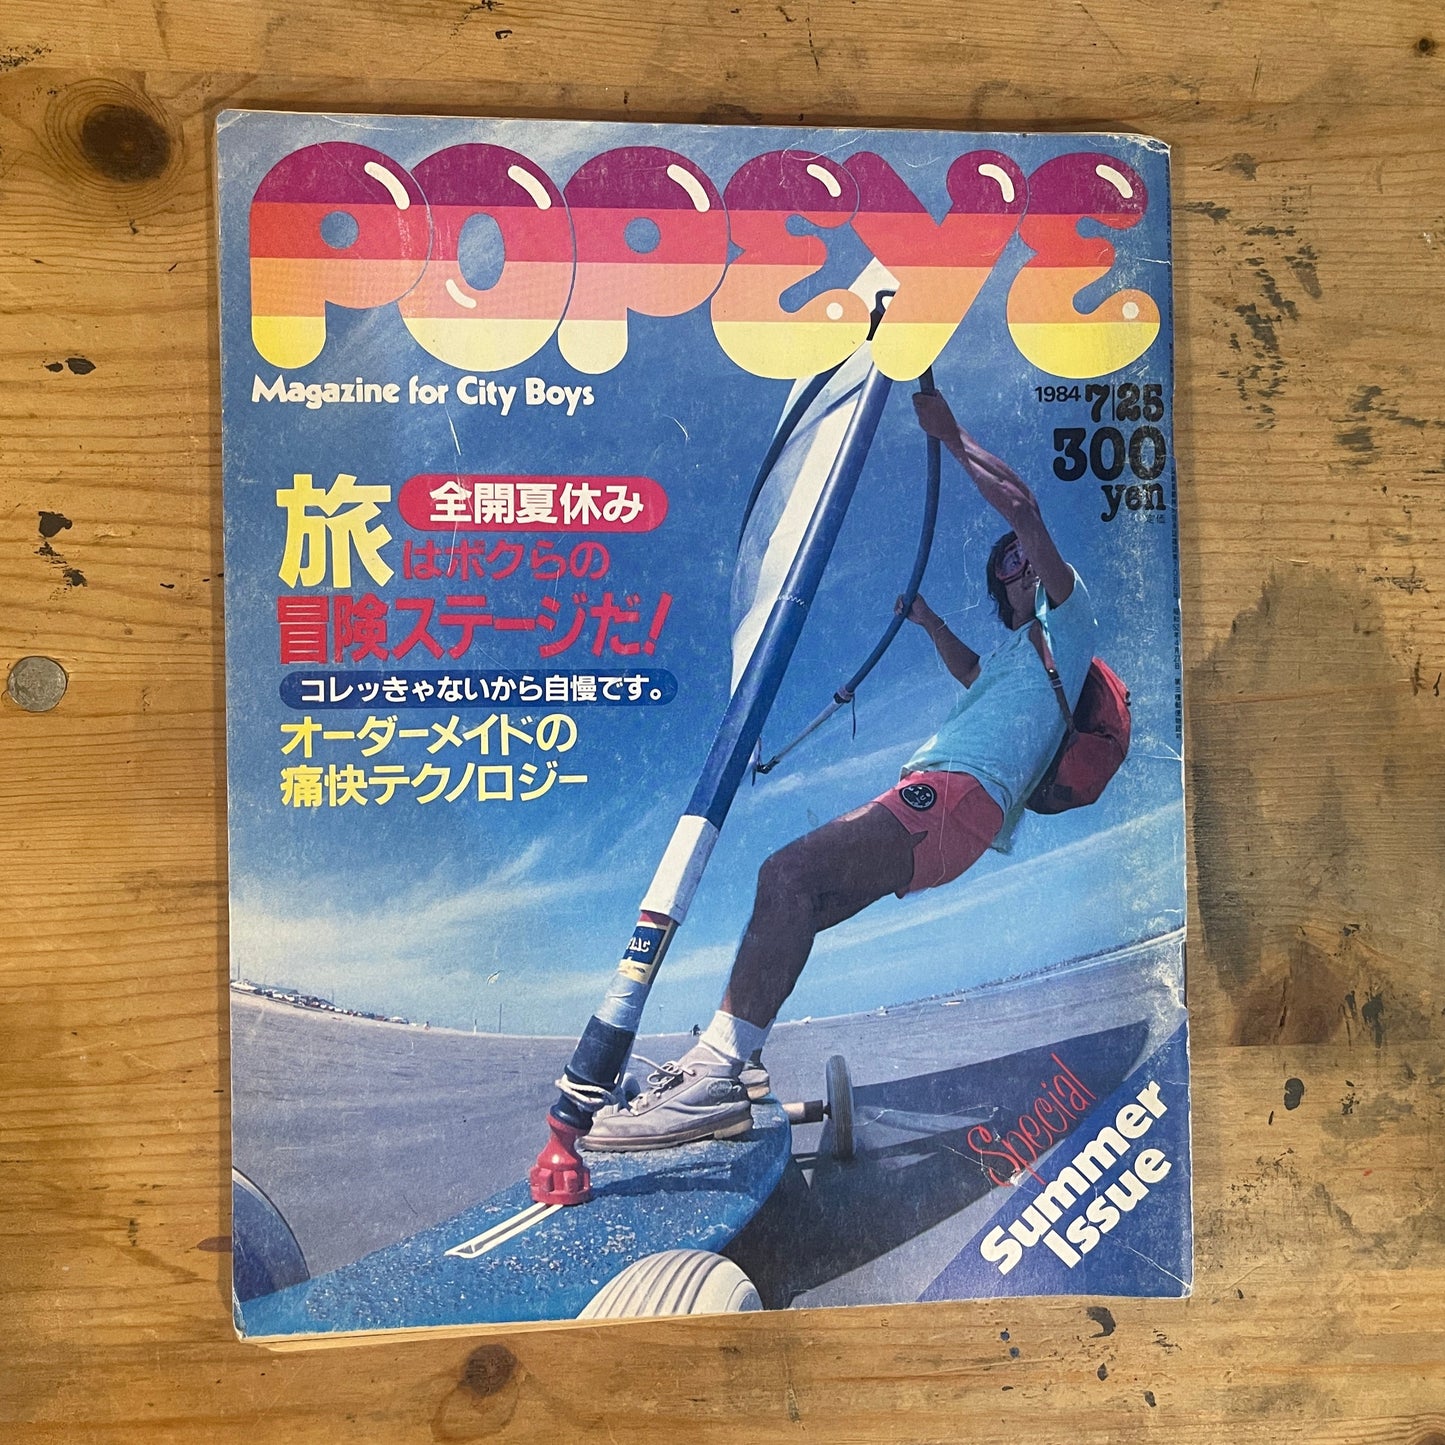 POPEYE
Magazine for City Boys
1984 7/25
300
yen
定価
全開夏休み
旅はボクらの
冒険ステージだ!
コレッきゃないから自慢です。
オーダーメイドの
痛快テクノロジー
MAUI
Special
Summer
Issue